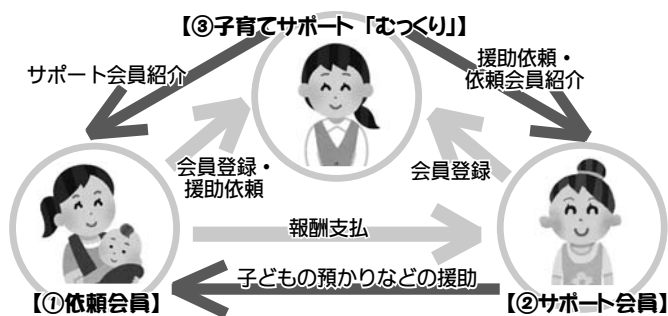 【③子育てサポート「むっくり」】
サポート会員紹介
援助依頼・
依頼会員紹介
会員登録・
援助依頼
会員登録
報酬支払
子どもの預かりなどの援助
【①依頼会員】
【②サポート会員】